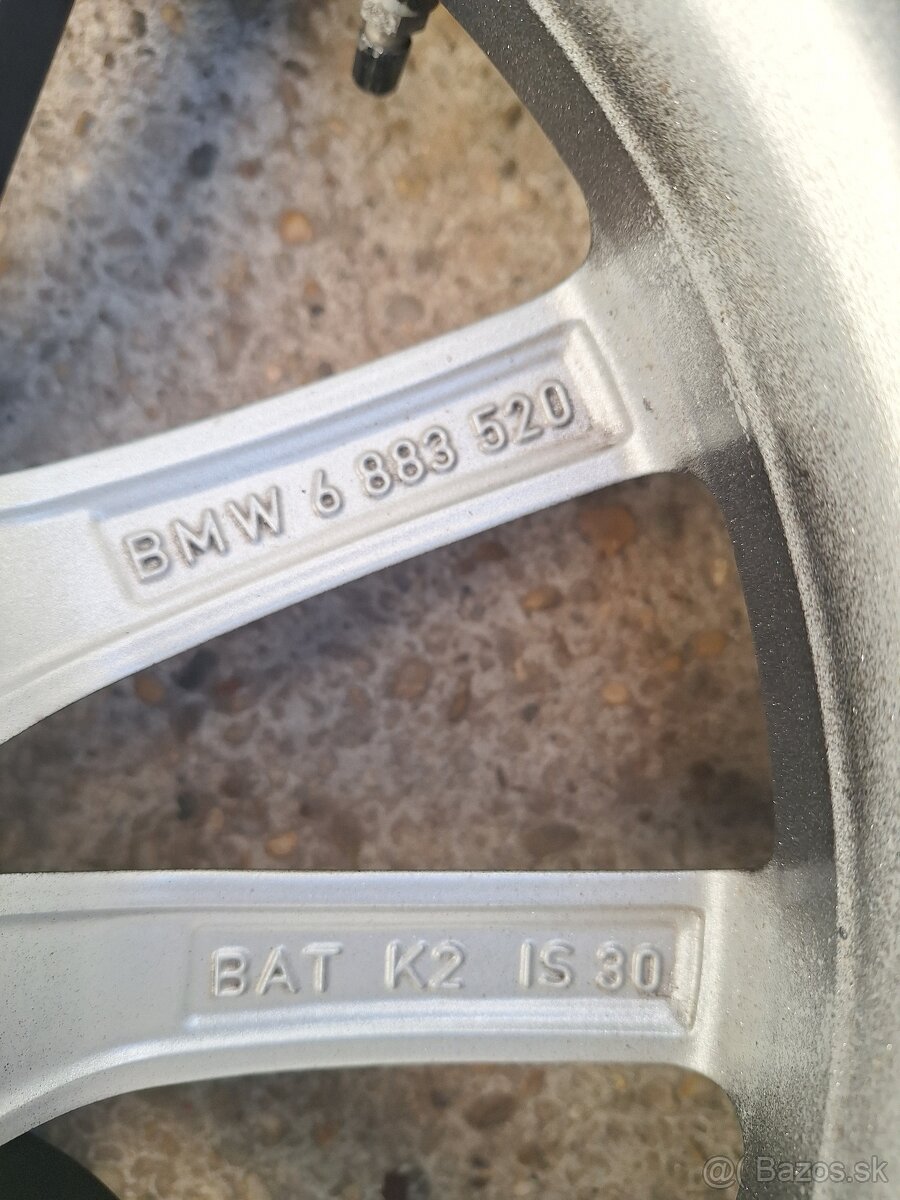 BMW 6 883 520
BAT K2 IS 30
@ Bazos.sk